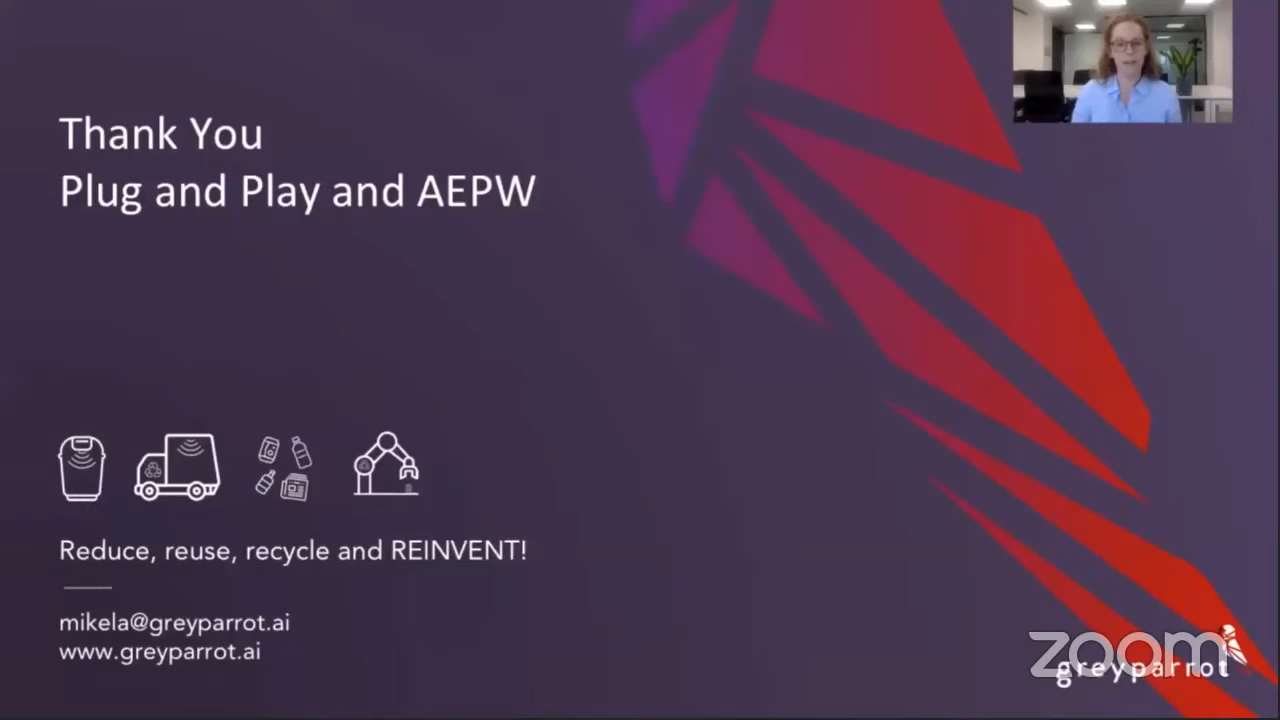 Thank You
Plug and Play and AEPW
Reduce, reuse, recycle and REINVENT!
mikela@greyparrot.ai
www.greyparrot.ai
zoom
greyparrot